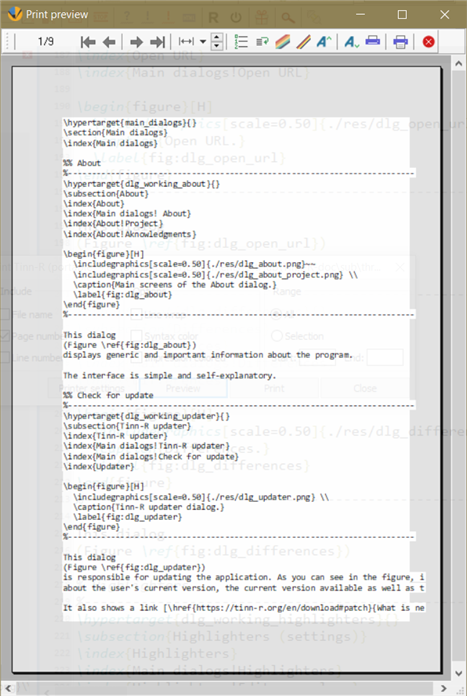 Print preview
1/9
\hypertarget{main_dialogs}{}
\section{Main dialogs}
\index{Main dialogs}
%% About
%------------------------------------------------------------------------------
\hypertarget{dlg_working_about}{}
\subsection{About}
\index{About}
\index{Main dialogs! About}
\index{About!Project}
\index{About!Aknowledgments}
\begin{figure}[H]
\includegraphics[scale=0.50]{./res/dlg_about.png}~~
\includegraphics[scale=0.50]{./res/dlg_about_project.png} \\
\caption{Main screens of the About dialog.}
\label{fig:dlg_about}
\end{figure}
%------------------------------------------------------------------------------
This dialog
(Figure \ref{fig:dlg_about})
displays generic and important information about the program.
The interface is simple and self-explanatory.
%% Check for update
%------------------------------------------------------------------------------
\hypertarget{dlg_working_updater}{}
\subsection{Tinn-R updater}
\index{Tinn-R updater}
\index{Main dialogs!Tinn-R updater}
\index{Main dialogs!Check for update}
\index{Updater}
\begin{figure}[H]
\includegraphics[scale=0.50]{./res/dlg_updater.png} \\
\caption{Tinn-R updater dialog.}
\label{fig:dlg_updater}
\end{figure}
%------------------------------------------------------------------------------
This dialog
(Figure \ref{fig:dlg_updater})
is responsible for updating the application. As you can see in the figure, i
about the user's current version, the current version available as well as t
It also shows a link [\href{https://tinn-r.org/en/download#patch}{What is ne